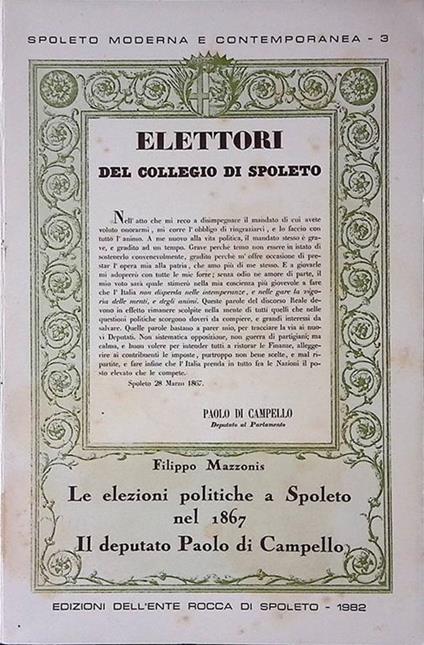 SPOLETO MODERNA E CONTEMPORANEA - 3
ELETTORI
DEL COLLEGIO DI SPOLETO
Nell' atto che mi reco a disimpegnare il mandato di cui avete
voluto onorarmi, mi corre l'obbligo di ringraziarvi, e lo faccio con
tutto l'animo. A me nuovo alla vita politica, il mandato stesso è gra-
ve, e gradito ad un tempo. Grave perchè temo non essere in istato di
sostenerlo convenevolmente, gradito perchè m' offre occasione di pre-
star l'opera mia alla patria, che amo più di me stesso. E a giovarle
mi adoprerò con tutte le mie forze; senza odio ne amore di parte, il
mio voto sarà quale stimerò nella mia coscienza più giovevole a fare
che l' Italia non disperda nelle intemperanze, e nelle gare la vigo-
ria delle menti, e degli animi. Queste parole del discorso Reale de-
vono in effetto rimanere scolpite nella mente di tutti quelli che nelle
questioni politiche scorgono doveri da compiere, e grandi interessi da
salvare. Quelle parole bastano a parer mio, per tracciare la via ai nuo-
vi Deputati. Non sistematica opposizione, non guerra di partigiani; ma
calma, e buon volere per intender tutti a ristorar le Finanze, allegge-
rire ai contribuenti le imposte, purtroppo non bene scelte, e mal ri-
partite, e fare infine che l'Italia prenda in tutto fra le Nazioni il po-
sto elevato che le compete.
Spoleto 28 Marzo 1867.
PAOLO DI CAMPELLO
Deputato al Parlamento
Filippo Mazzonis
Le elezioni politiche a Spoleto
nel 1867
Il deputato Paolo di Campello
EDIZIONI DELL'ENTE ROCCA DI SPOLETO - 1982